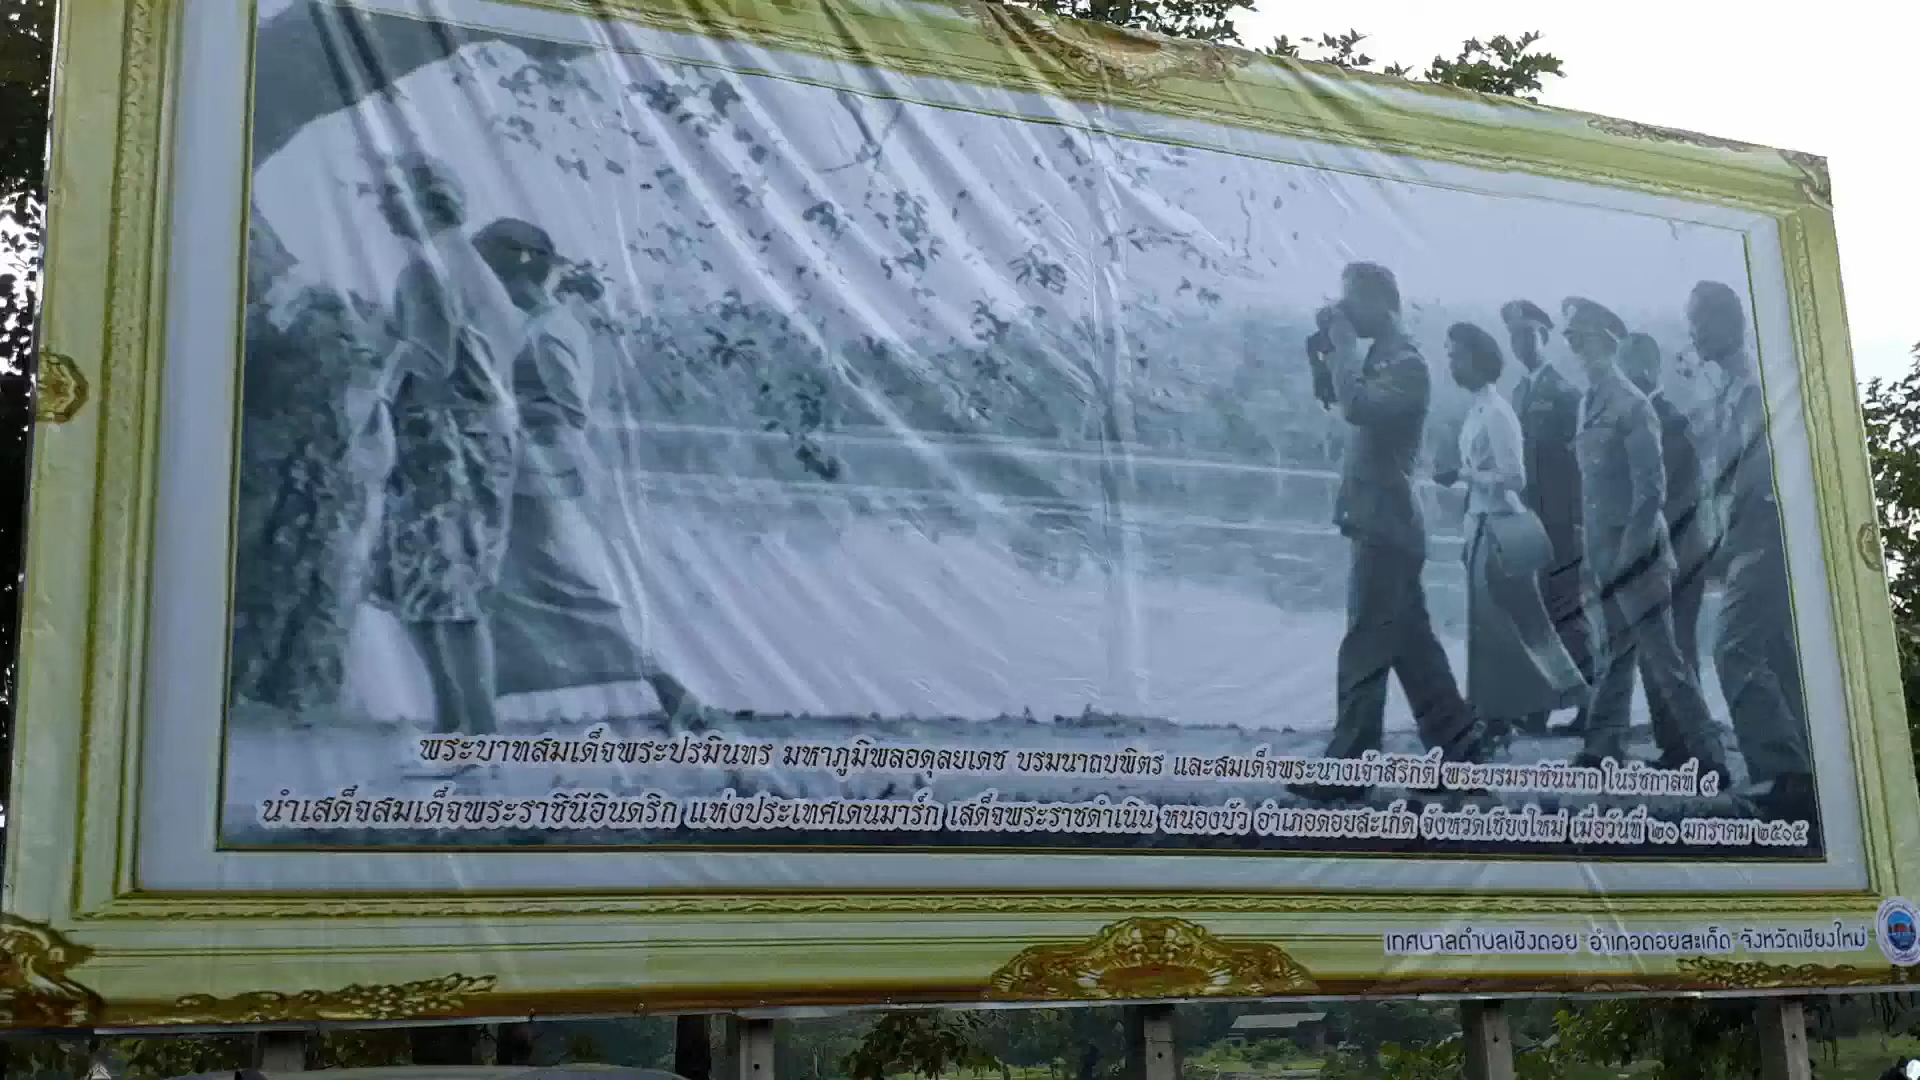 พระบาทสมเด็จพระปรมินทร มหาภูมิพลอดุลยเดช บรมนาถบพิตร และสมเด็จพระนางเจ้าสิริกิติ์ พระบรมราชินีนาถ ในรัชกาลที่ ๙
นำเสด็จสมเด็จพระราชินีอินดริก แห่งประเทศเดนมาร์ก เสด็จพระราชดำเนิน หนองบัว อำเภอดอยสะเก็ด จังหวัดเชียงใหม่ เมื่อวันที่ ๒๐ มกราคม ๒๕๐๕
เทศบาลตำบลเชิงดอย อำเภอดอยสะเก็ด จังหวัดเชียงใหม่